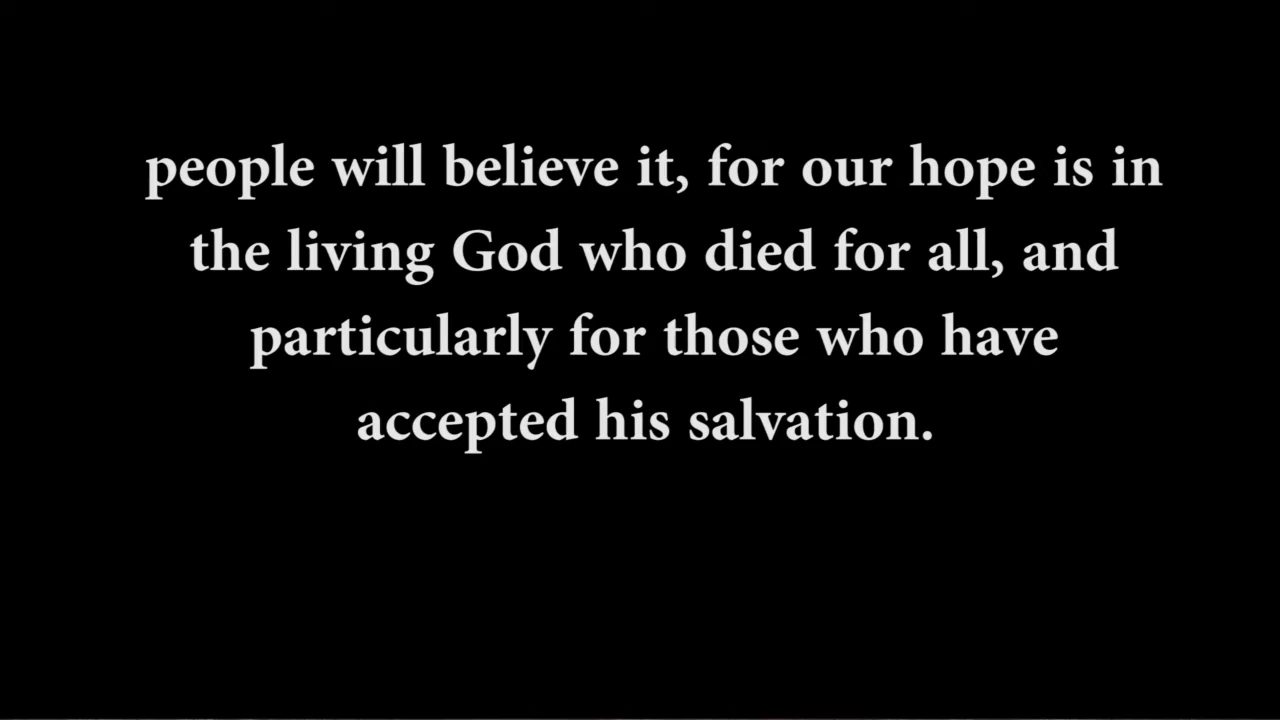 people will believe it, for our hope is in
the living God who died for all, and
particularly for those who have
accepted his salvation.